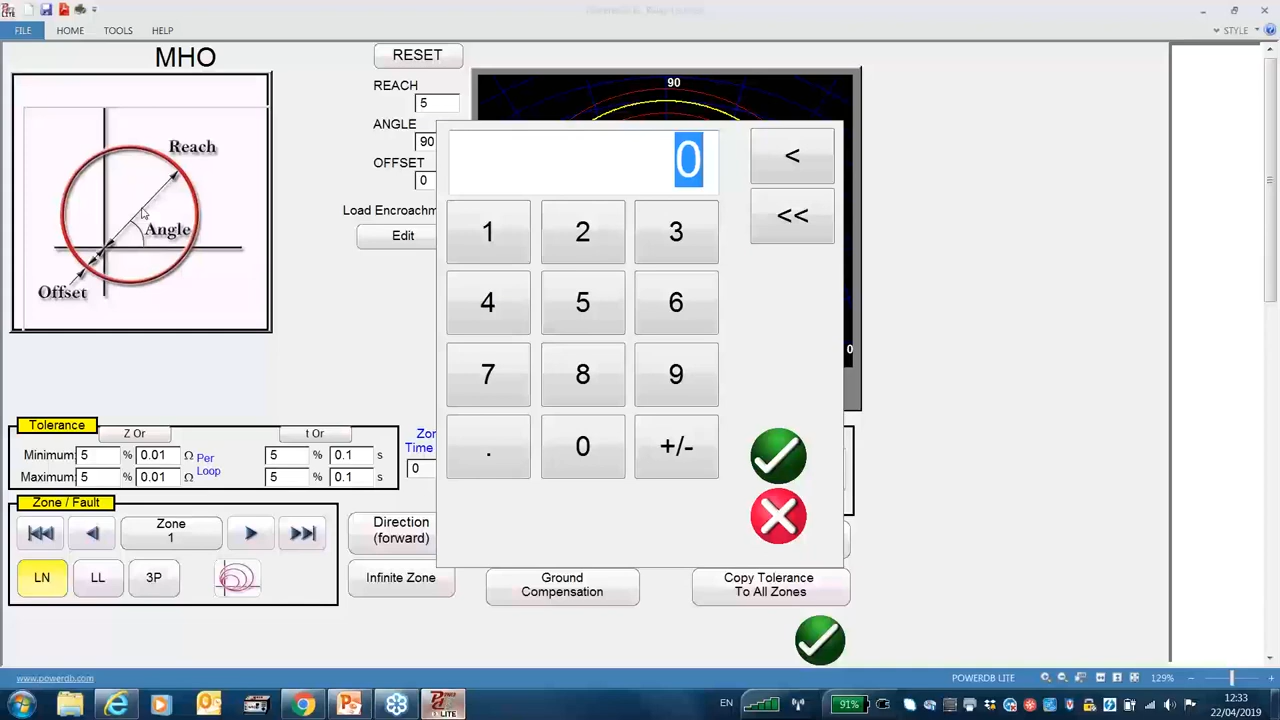 FILE HOME TOOLS HELP STYLE
MHO
RESET
REACH
5
ANGLE
90
OFFSET
0
Load Encroachm
Edit
Reach
Angle
Offset
90
0
0
<
1 2 3
<<
4 5 6
7 8 9
. 0 +/-
Tolerance
Z Or t Or
Minimum: 5 % 0.01 Ω 5 % 0.1 s
Per
Loop
Maximum: 5 % 0.01 Ω 5 % 0.1 s
Zor
Time
0
Zone / Fault
Zone
1
LN LL 3P
Direction
(forward)
Infinite Zone
Ground
Compensation
Copy Tolerance
To All Zones
www.powerdb.com
POWERDB LITE
129%
EN
91%
12:33
22/04/2019